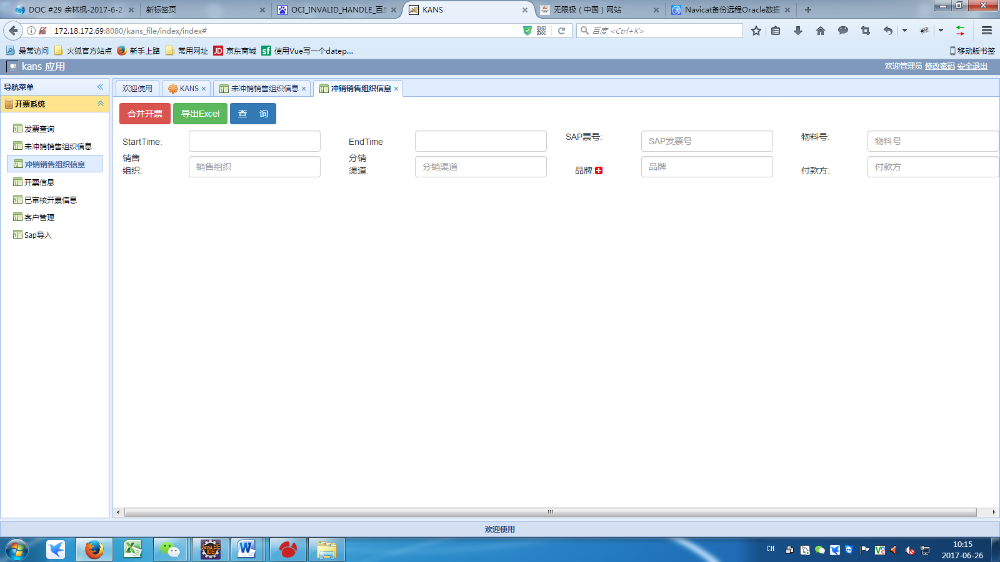 DOC #29 余林枫-2017-6-2
新标签页
OCI_INVALID_HANDLE_百度
KANS
无限极（中国）网站
Navicat备份远程Oracle数据
172.18.172.69:8080/kans_file/index/index#
百度 <Ctrl+K>
最常访问
火狐官方站点
新手上路
常用网址
JD 京东商城
sf 使用Vue写一个datep...
移动版书签
kans 应用
欢迎管理员 修改密码 安全退出
导航菜单
欢迎使用
KANS
未冲销销售组织信息
冲销销售组织信息
开票系统
发票查询
未冲销销售组织信息
冲销销售组织信息
开票信息
已审核开票信息
客户管理
Sap导入
合并开票
导出Excel
查 询
StartTime:
EndTime
SAP票号:
SAP发票号
物料号:
物料号
销售
组织:
销售组织
分销
渠道:
分销渠道
品牌:
品牌
付款方:
付款方
欢迎使用
Java EE
IDE
CH
10:15
2017-06-26